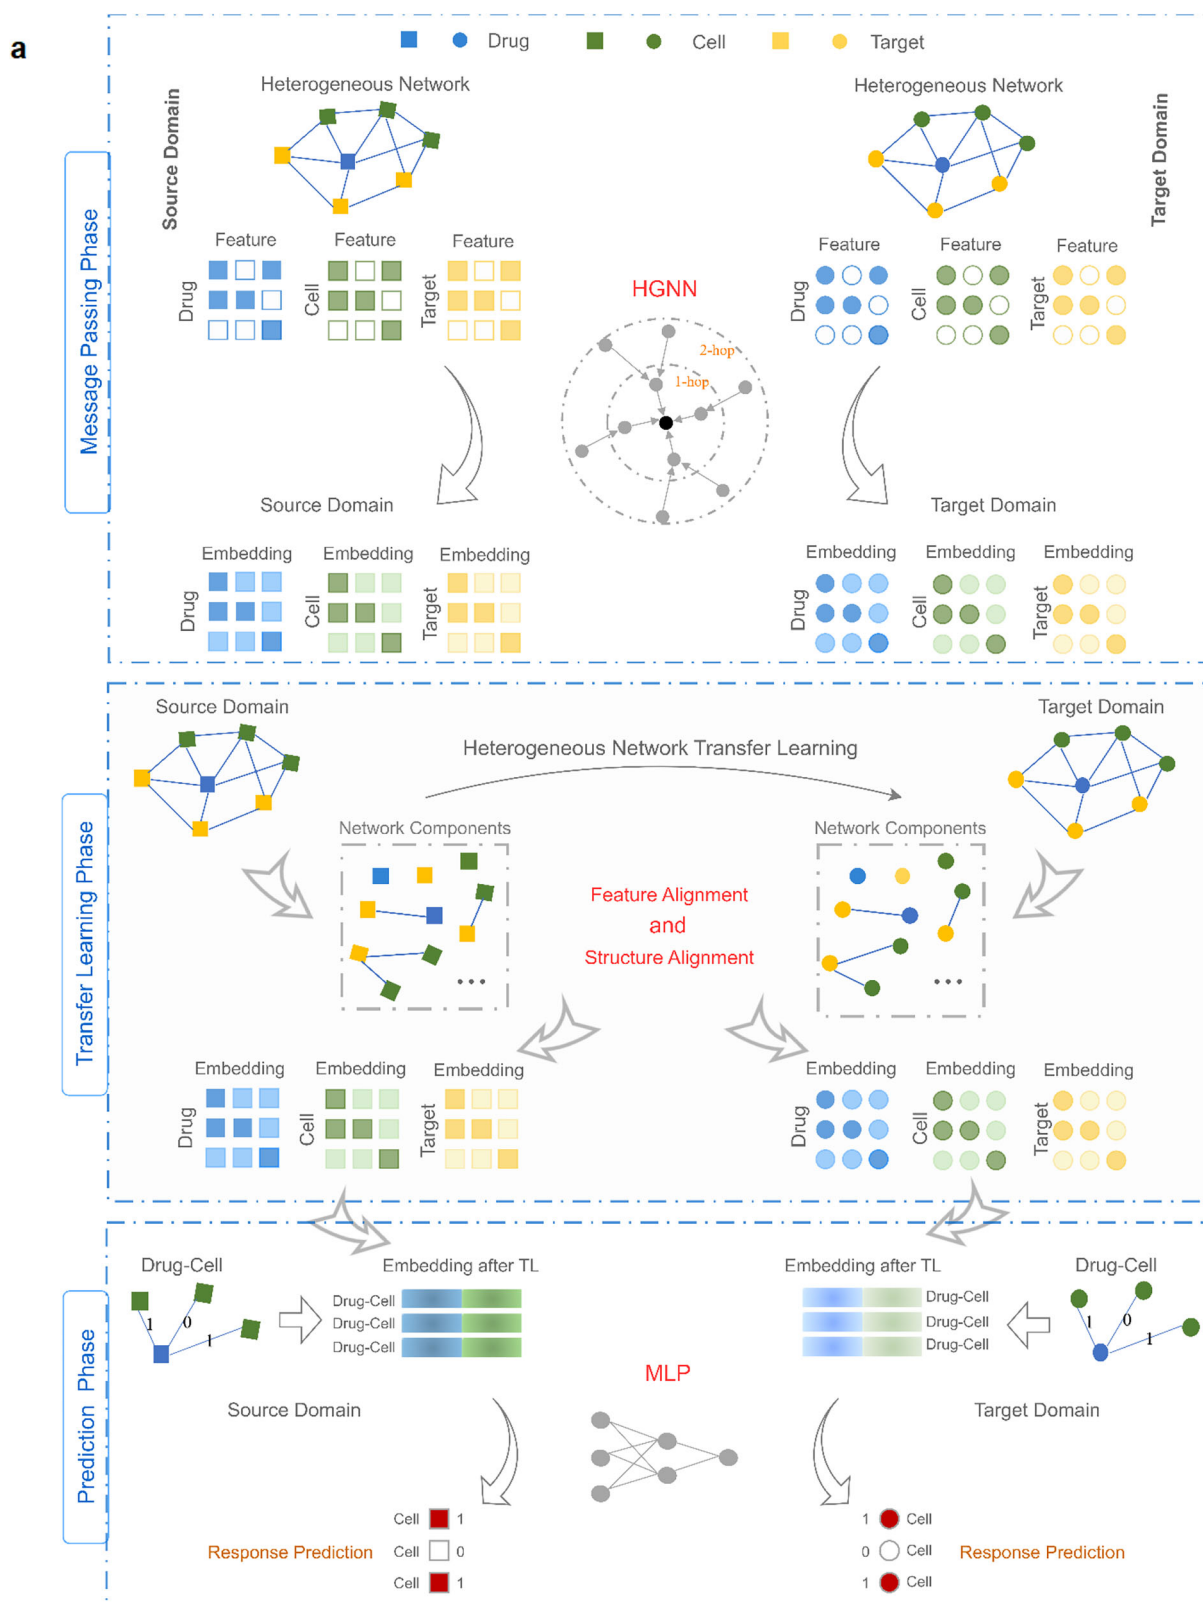 a
Drug
Cell
Target
Message Passing Phase
Source Domain
Heterogeneous Network
Heterogeneous Network
Target Domain
Feature
Feature
Feature
Drug
Cell
Target
HGNN
2-hop
1-hop
Feature
Feature
Feature
Drug
Cell
Target
Source Domain
Target Domain
Embedding
Embedding
Embedding
Drug
Cell
Target
Embedding
Embedding
Embedding
Drug
Cell
Target
Transfer Learning Phase
Source Domain
Target Domain
Heterogeneous Network Transfer Learning
Network Components
Network Components
Feature Alignment
and
Structure Alignment
...
...
Embedding
Embedding
Embedding
Drug
Cell
Target
Embedding
Embedding
Embedding
Drug
Cell
Target
Prediction Phase
Drug-Cell
1
0
1
Embedding after TL
Drug-Cell
Drug-Cell
Drug-Cell
Embedding after TL
Drug-Cell
Drug-Cell
Drug-Cell
Drug-Cell
1
0
1
MLP
Source Domain
Target Domain
Response Prediction
Cell 1
Cell 0
Cell 1
1 Cell
0 Cell
1 Cell
Response Prediction